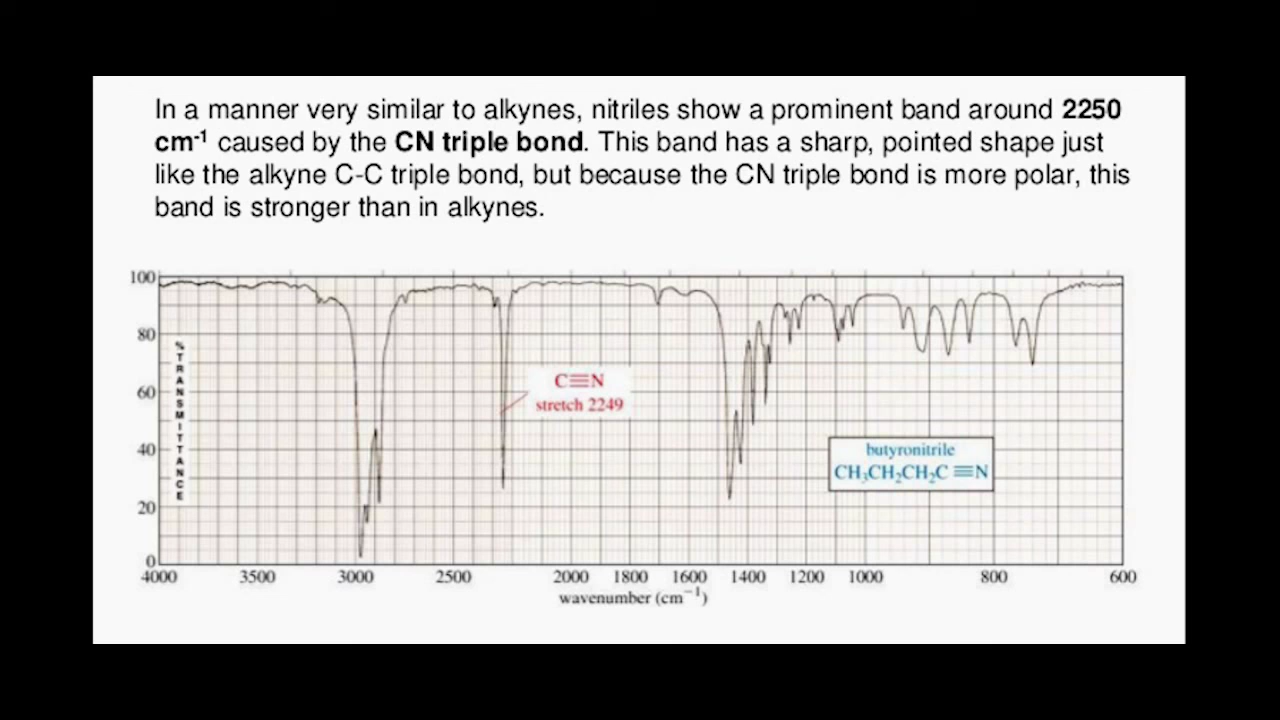 In a manner very similar to alkynes, nitriles show a prominent band around 2250
cm-1 caused by the CN triple bond. This band has a sharp, pointed shape just
like the alkyne C-C triple bond, but because the CN triple bond is more polar, this
band is stronger than in alkynes.
100
80
60
40
20
0
%TRANSMITTANCE
C≡N
stretch 2249
butyronitrile
CH₃CH₂CH₂C≡N
4000 3500 3000 2500 2000 1800 1600 1400 1200 1000 800 600
wavenumber (cm⁻¹)